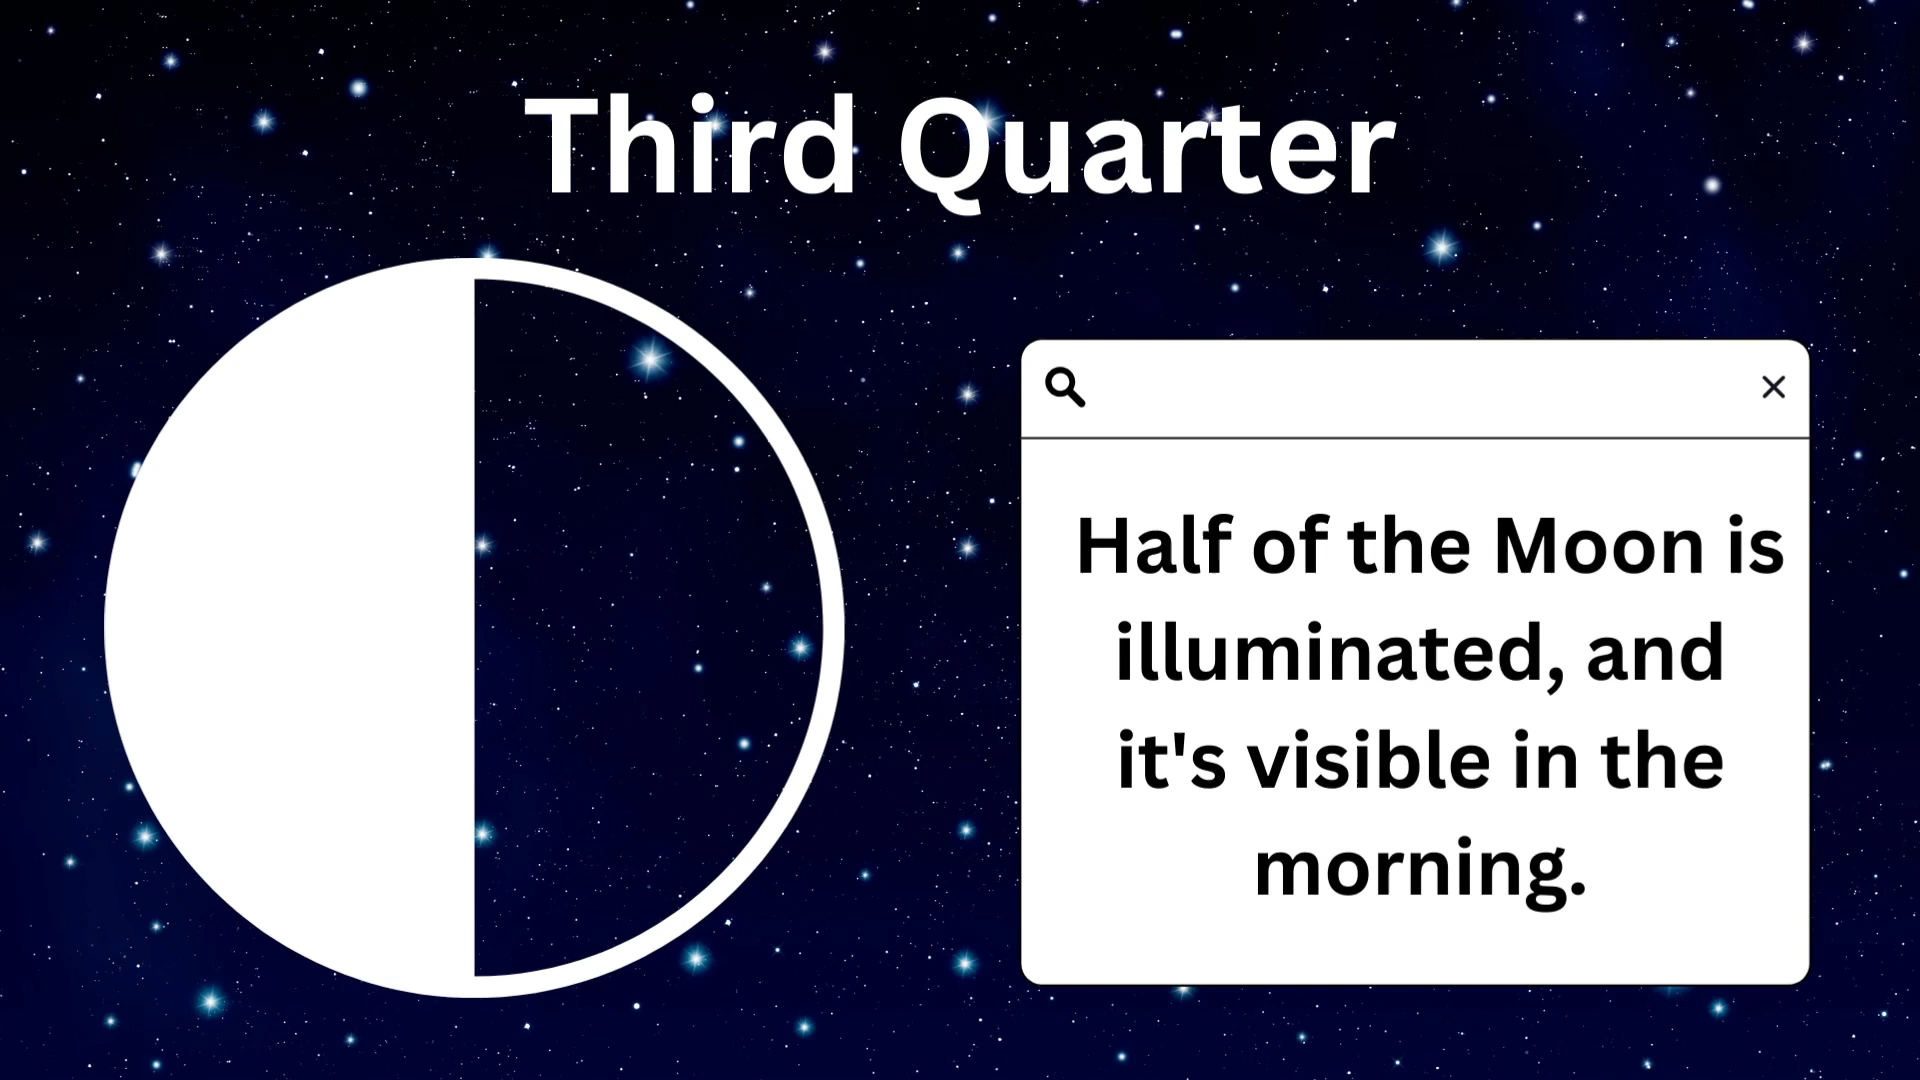 Third Quarter
Half of the Moon is
illuminated, and
it's visible in the
morning.